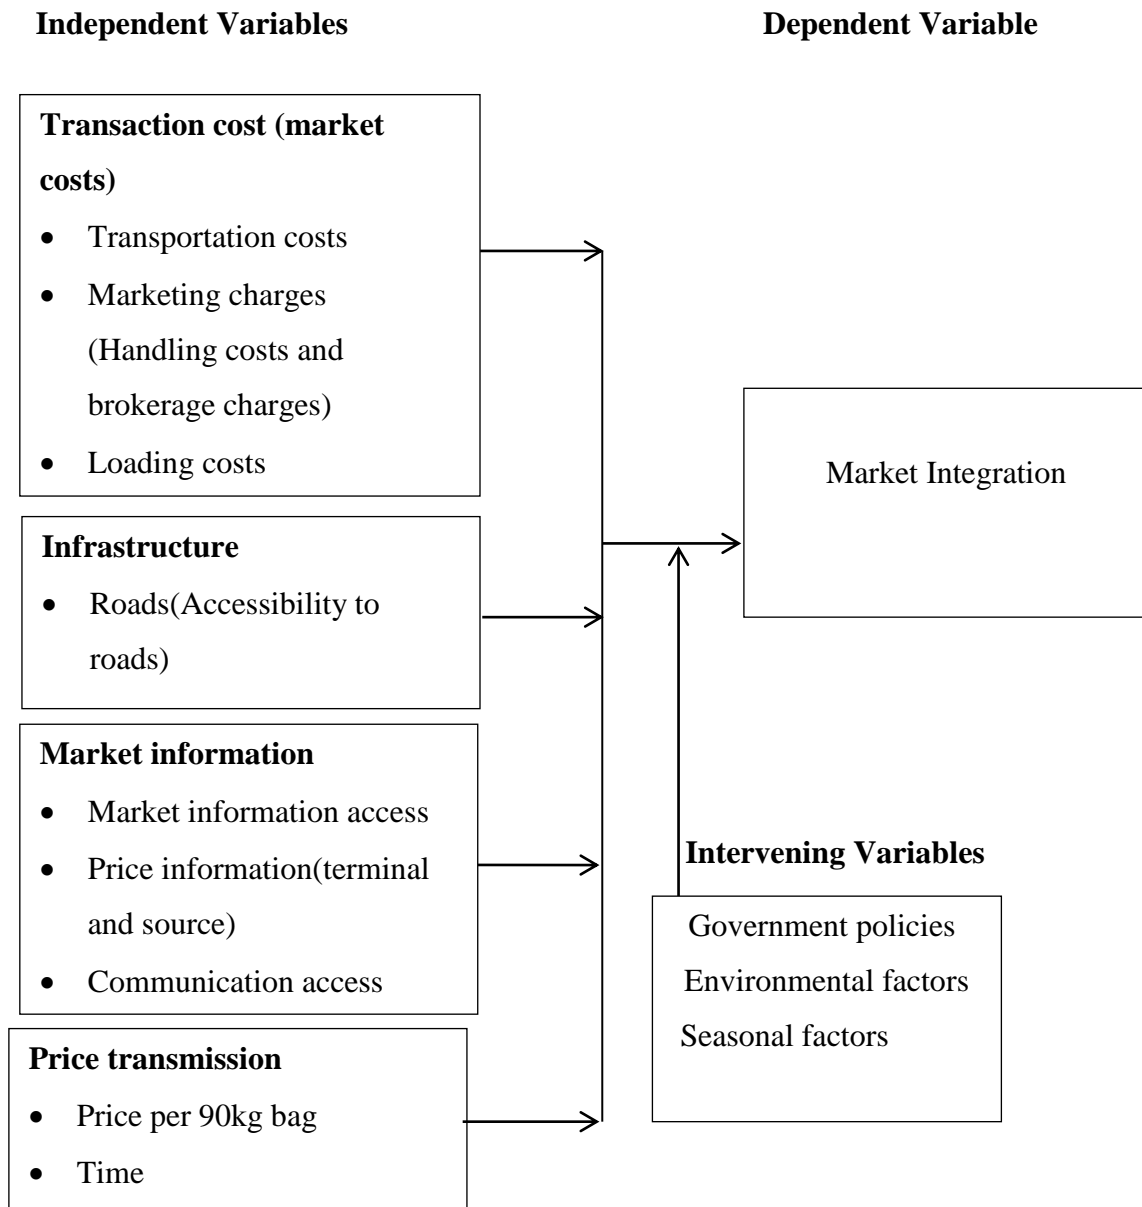 Independent Variables
Dependent Variable
Transaction cost (market
costs)
• Transportation costs
• Marketing charges
(Handling costs and
brokerage charges)
• Loading costs
Infrastructure
• Roads(Accessibility to
roads)
Market information
• Market information access
• Price information(terminal
and source)
• Communication access
Price transmission
• Price per 90kg bag
• Time
Market Integration
Intervening Variables
Government policies
Environmental factors
Seasonal factors